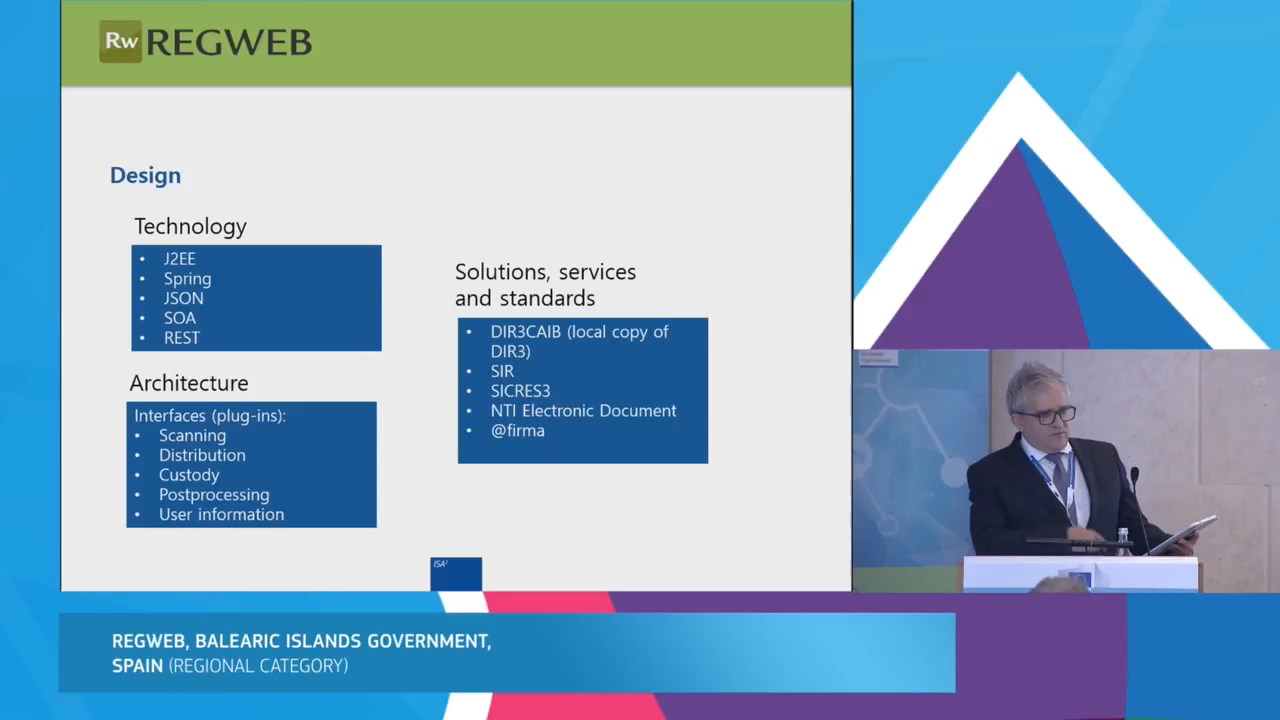 Rw REGWEB
Design
Technology
• J2EE
• Spring
• JSON
• SOA
• REST
Architecture
Interfaces (plug-ins):
• Scanning
• Distribution
• Custody
• Postprocessing
• User information
Solutions, services
and standards
• DIR3CAIB (local copy of
DIR3)
• SIR
• SICRES3
• NTI Electronic Document
• @firma
ISA²
REGWEB, BALEARIC ISLANDS GOVERNMENT,
SPAIN (REGIONAL CATEGORY)